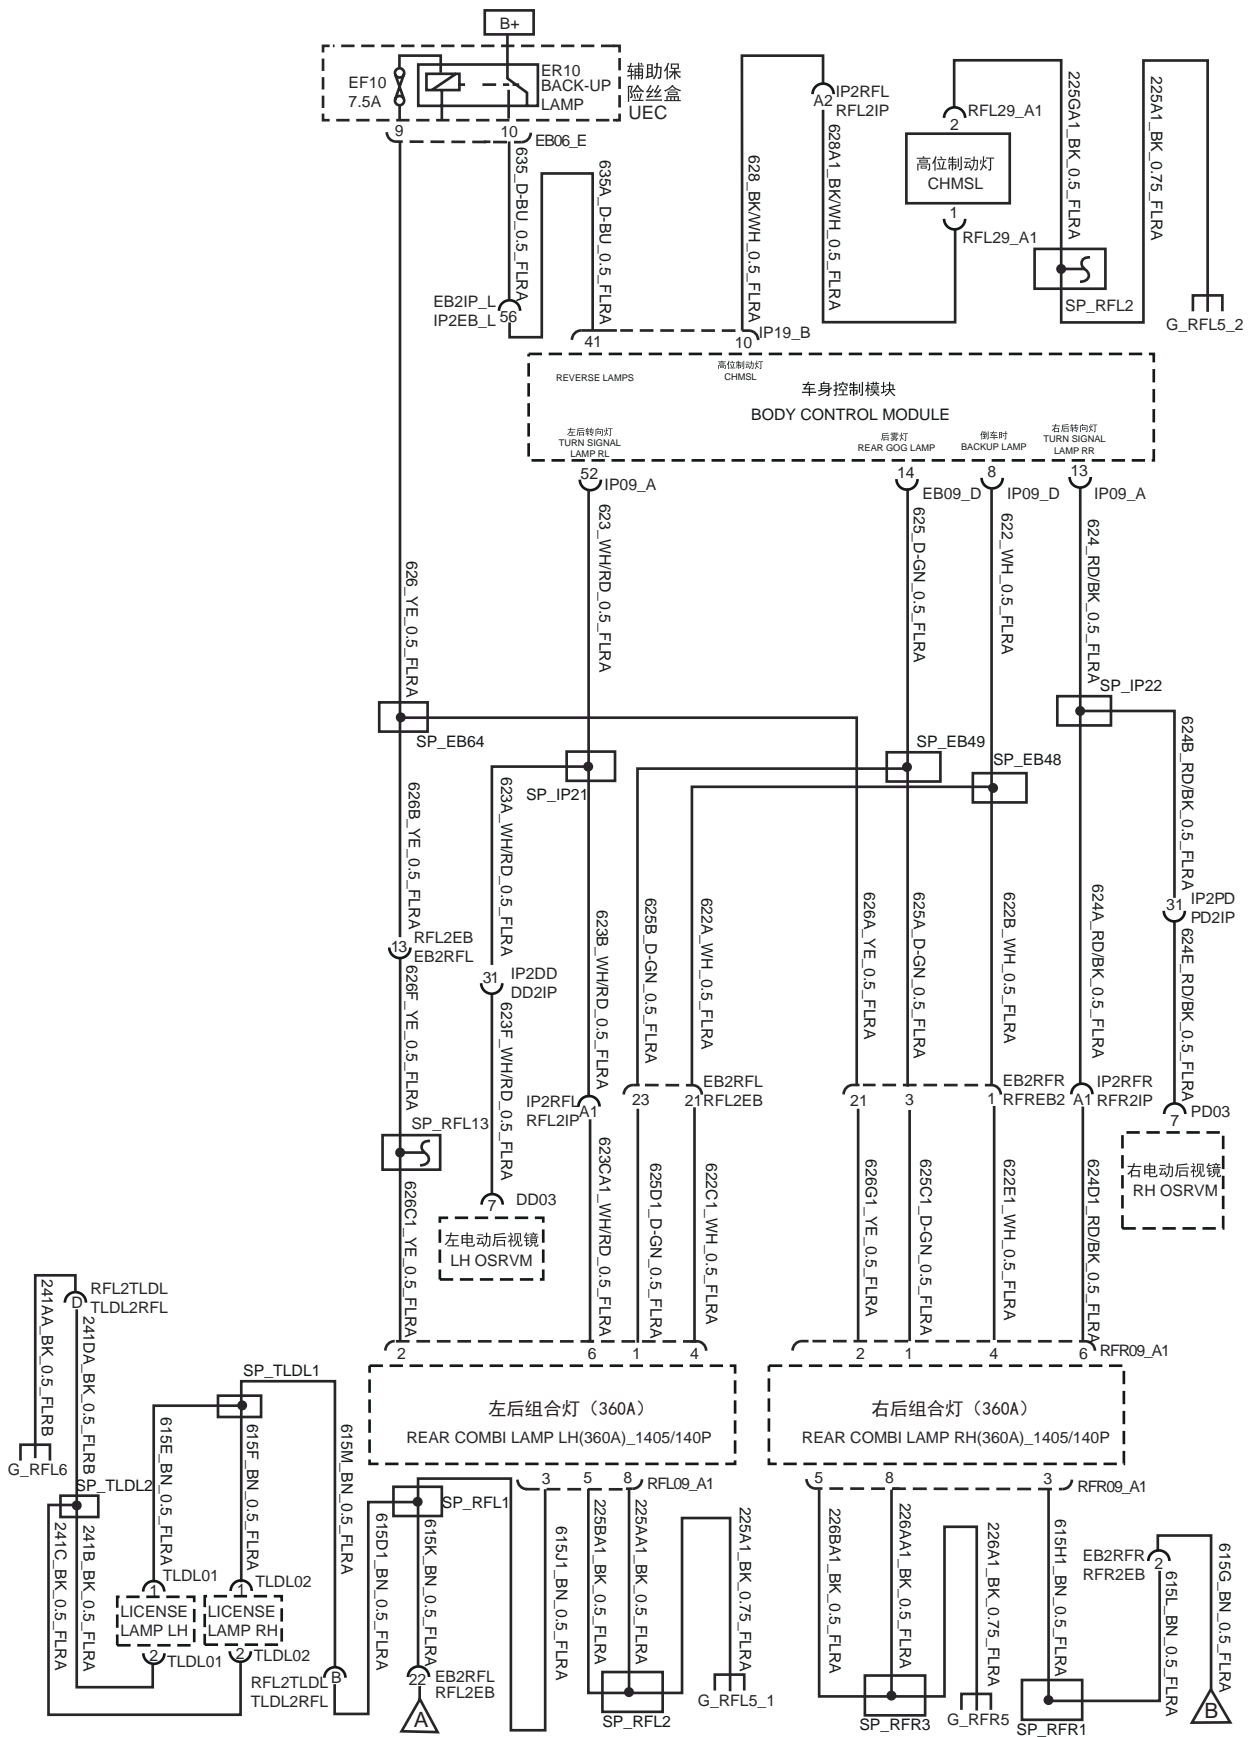 B+
EF10
7.5A
ER10
BACK-UP
LAMP
辅助保
险丝盒
UEC
9
10
EB06_E
635_D-BU_0.5_FLRA
635A_D-BU_0.5_FLRA
EB2IP_L
IP2EB_L
56
628_BK/WH_0.5_FLRA
IP2RFL
RFL2IP
A2
628A1_BK/WH_0.5_FLRA
RFL29_A1
2
高位制动灯
CHMSL
1
RFL29_A1
225GA1_BK_0.5_FLRA
225A1_BK_0.75_FLRA
SP_RFL2
G_RFL5_2
41
10
IP19_B
REVERSE LAMPS
高位制动灯
CHMSL
车身控制模块
BODY CONTROL MODULE
左后转向灯
TURN SIGNAL
LAMP RL
后雾灯
REAR GOG LAMP
倒车时
BACKUP LAMP
右后转向灯
TURN SIGNAL
LAMP RR
52
IP09_A
14
EB09_D
8
IP09_D
13
IP09_A
626_YE_0.5_FLRA
623_WH/RD_0.5_FLRA
625_D-GN_0.5_FLRA
622_WH_0.5_FLRA
624_RD/BK_0.5_FLRA
SP_EB64
SP_IP21
SP_EB49
SP_EB48
SP_IP22
626B_YE_0.5_FLRA
623A_WH/RD_0.5_FLRA
623B_WH/RD_0.5_FLRA
625B_D-GN_0.5_FLRA
622A_WH_0.5_FLRA
626A_YE_0.5_FLRA
625A_D-GN_0.5_FLRA
622B_WH_0.5_FLRA
624A_RD/BK_0.5_FLRA
624B_RD/BK_0.5_FLRA
13
RFL2EB
EB2RFL
31
IP2DD
DD2IP
31
IP2PD
PD2IP
626F_YE_0.5_FLRA
623F_WH/RD_0.5_FLRA
624E_RD/BK_0.5_FLRA
IP2RFL
RFL2IP
A1
23
21
EB2RFL
RFL2EB
21
3
1
EB2RFR
RFREB2
A1
IP2RFR
RFR2IP
7
PD03
右电动后视镜
RH OSRVM
SP_RFL13
7
DD03
左电动后视镜
LH OSRVM
626C1_YE_0.5_FLRA
623CA1_WH/RD_0.5_FLRA
625D1_D-GN_0.5_FLRA
622C1_WH_0.5_FLRA
626G1_YE_0.5_FLRA
625C1_D-GN_0.5_FLRA
622E1_WH_0.5_FLRA
624D1_RD/BK_0.5_FLRA
2
6
1
4
2
1
4
6
RFR09_A1
左后组合灯（360A）
REAR COMBI LAMP LH(360A)_1405/140P
右后组合灯（360A）
REAR COMBI LAMP RH(360A)_1405/140P
3
5
8
RFL09_A1
5
8
3
RFR09_A1
RFL2TLDL
TLDL2RFL
D
241AA_BK_0.5_FLRB
241DA_BK_0.5_FLRB
G_RFL6
SP_TLDL2
SP_TLDL1
615E_BN_0.5_FLRA
615F_BN_0.5_FLRA
615M_BN_0.5_FLRA
241C_BK_0.5_FLRA
241B_BK_0.5_FLRA
TLDL01
1
LICENSE
LAMP LH
2
TLDL01
TLDL02
1
LICENSE
LAMP RH
2
TLDL02
RFL2TLDL
TLDL2RFL
B
SP_RFL1
615D1_BN_0.5_FLRA
615K_BN_0.5_FLRA
22
EB2RFL
RFL2EB
A
615J1_BN_0.5_FLRA
225BA1_BK_0.5_FLRA
225AA1_BK_0.5_FLRA
225A1_BK_0.75_FLRA
SP_RFL2
G_RFL5_1
226BA1_BK_0.5_FLRA
226AA1_BK_0.5_FLRA
226A1_BK_0.75_FLRA
SP_RFR3
G_RFR5
615H1_BN_0.5_FLRA
SP_RFR1
EB2RFR
RFR2EB
2
615L_BN_0.5_FLRA
615G_BN_0.5_FLRA
B